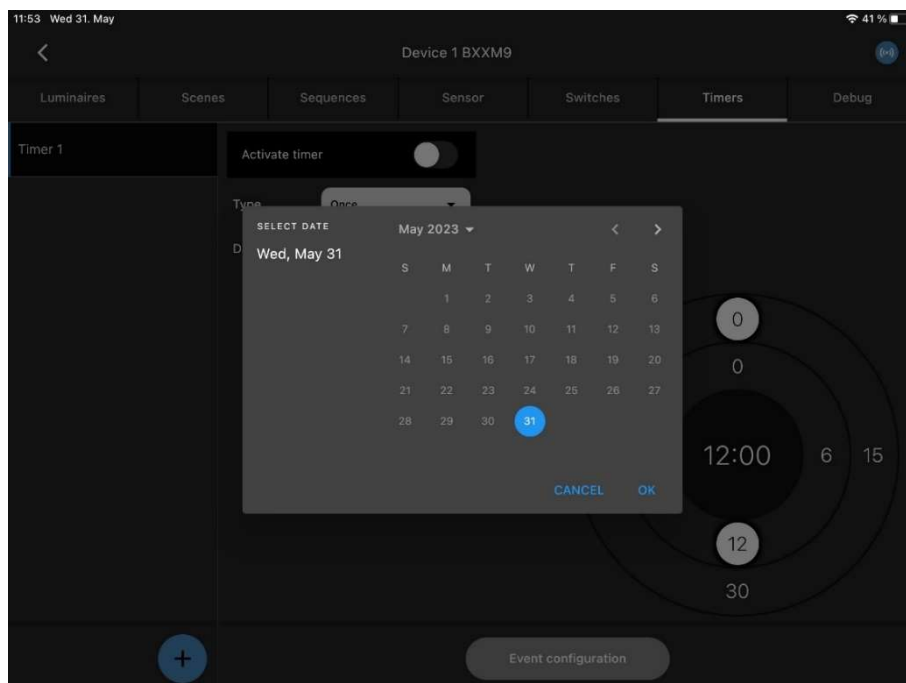 11:53 Wed 31. May 41 %
Device 1 BXXM9
Luminaires Scenes Sequences Sensor Switches Timers Debug
Timer 1
Activate timer
Type Once
D
SELECT DATE
Wed, May 31
May 2023
S M T W T F S
1 2 3 4 5 6
7 8 9 10 11 12 13
14 15 16 17 18 19 20
21 22 23 24 25 26 27
28 29 30 31
CANCEL OK
0
0
12:00 6 15
12
30
Event configuration